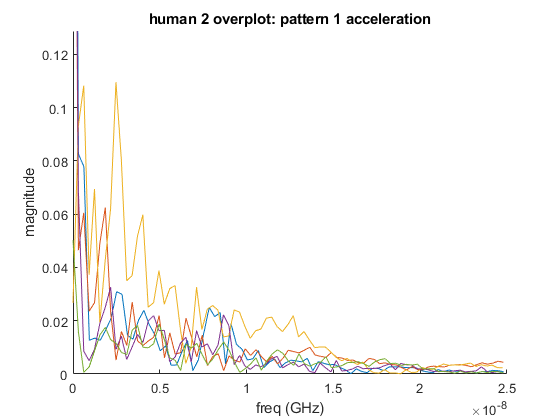 human 2 overplot: pattern 1 acceleration
0.12
0.1
0.08
0.06
0.04
0.02
0
magnitude
0 0.5 1 1.5 2 2.5
freq (GHz)
×10⁻⁸